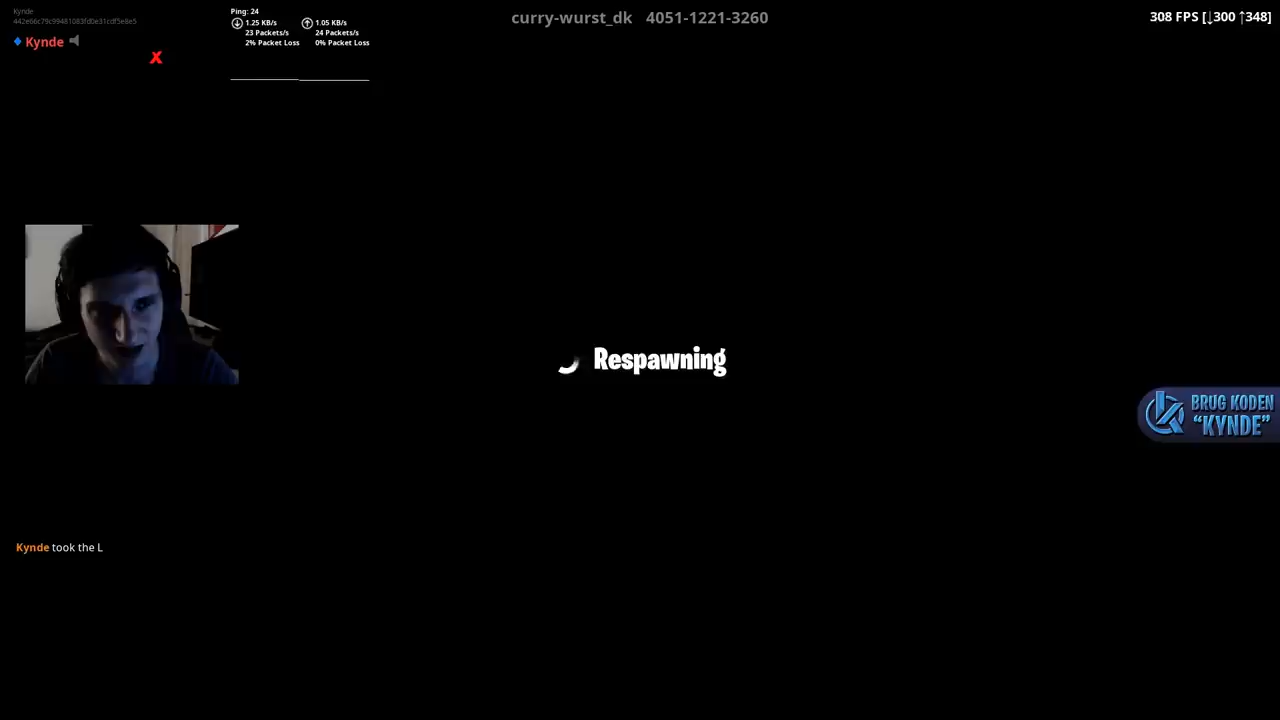 Kynde
442e66c79c99481083fd0e31cdf5e8e5
Kynde
X
Ping: 24
1.25 KB/s 1.05 KB/s
23 Packets/s 24 Packets/s
2% Packet Loss 0% Packet Loss
curry-wurst_dk 4051-1221-3260
308 FPS [↓300 ↑348]
Respawning
BRUG KODEN
"KYNDE"
Kynde took the L